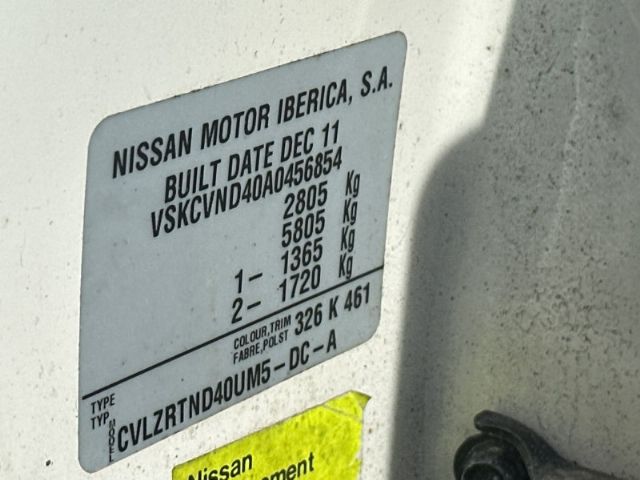 NISSAN MOTOR IBERICA, S.A.
BUILT DATE DEC 11
VSKCVND40A0456854
2805 Kg
5805 Kg
1- 1365 Kg
2- 1720 Kg
COLOUR,TRIM 326 K 461
FABRE,POLST
TYPE
TYP
MODEL CVLZRTND40UM5-DC-A
Nissan